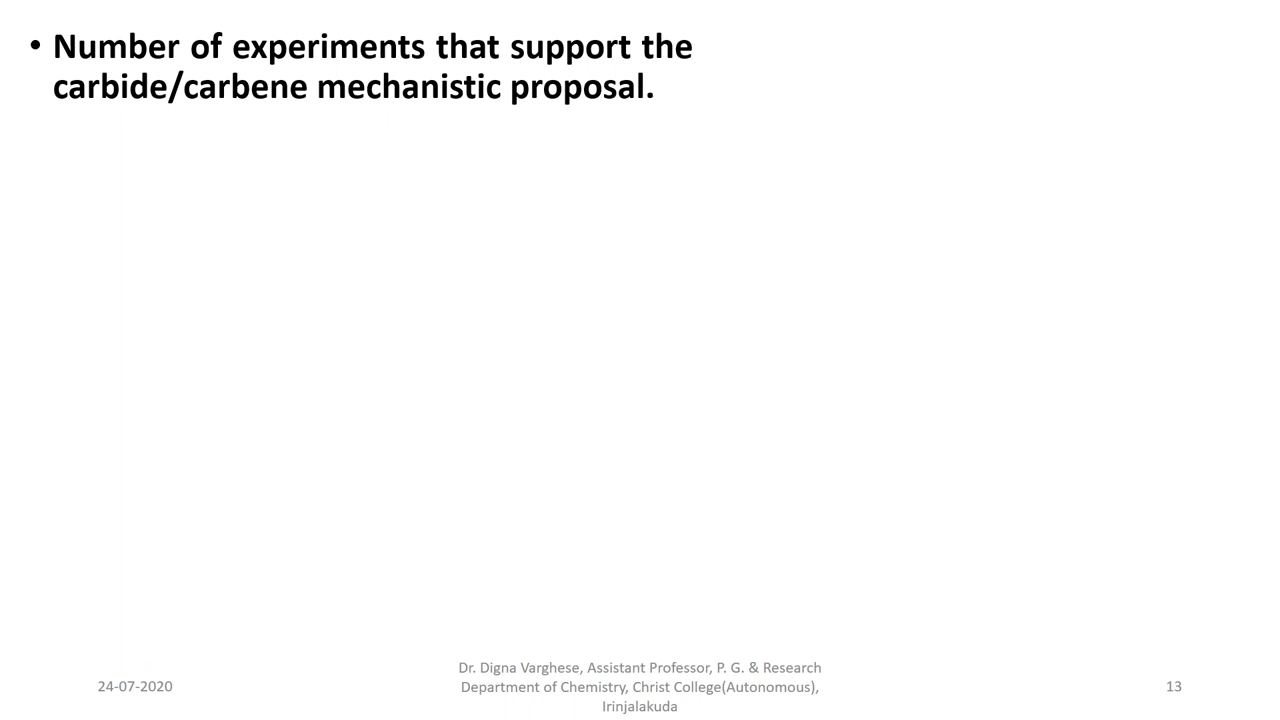 • Number of experiments that support the
carbide/carbene mechanistic proposal.
24-07-2020
Dr. Digna Varghese, Assistant Professor, P. G. & Research
Department of Chemistry, Christ College(Autonomous),
Irinjalakuda
13